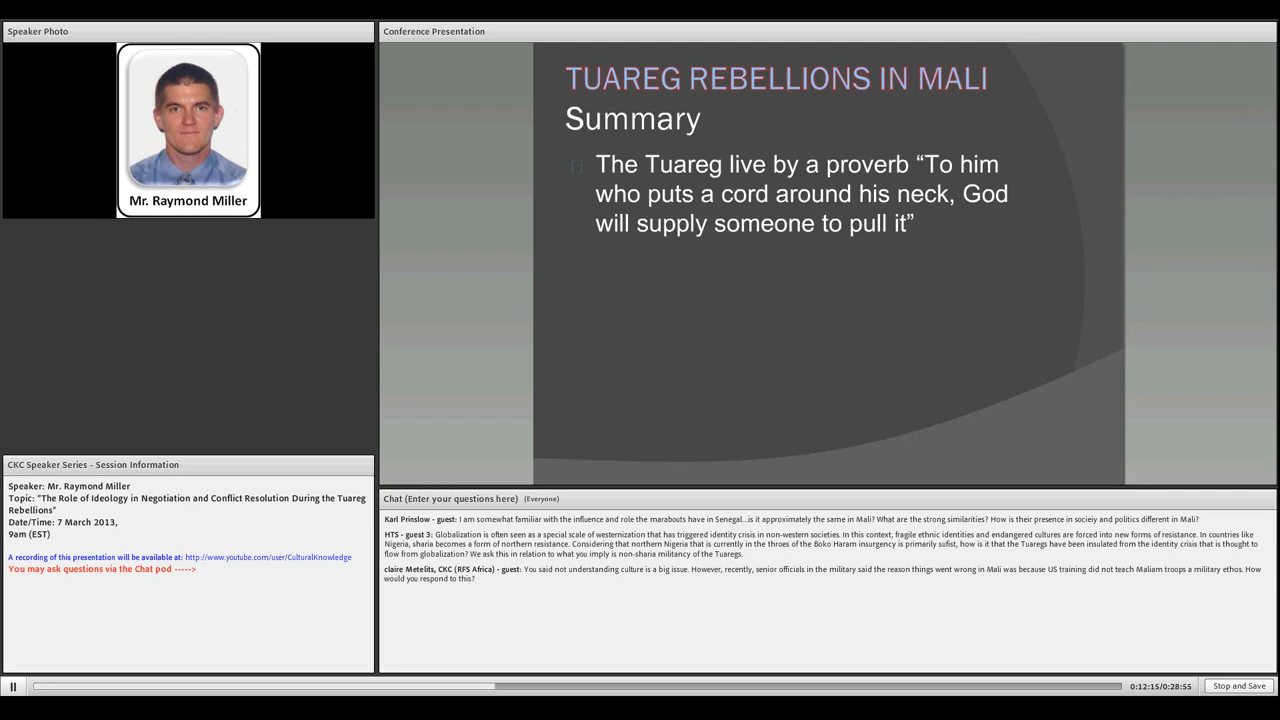 Speaker Photo
Mr. Raymond Miller
Conference Presentation
TUAREG REBELLIONS IN MALI
Summary
The Tuareg live by a proverb “To him
who puts a cord around his neck, God
will supply someone to pull it”
CKC Speaker Series - Session Information
Speaker: Mr. Raymond Miller
Topic: "The Role of Ideology in Negotiation and Conflict Resolution During the Tuareg
Rebellions"
Date/Time: 7 March 2013,
9am (EST)
A recording of this presentation will be available at: http://www.youtube.com/user/CulturalKnowledge
You may ask questions via the Chat pod ----->
Chat (Enter your questions here) (Everyone)
Karl Prinslow - guest: I am somewhat familiar with the influence and role the marabouts have in Senegal...is it approximately the same in Mali? What are the strong similarities? How is their presence in socieiy and politics different in Mali?
HTS - guest 3: Globalization is often seen as a special scale of westernization that has triggered identity crisis in non-western societies. In this context, fragile ethnic identities and endangered cultures are forced into new forms of resistance. In countries like
Nigeria, sharia becomes a form of northern resistance. Considering that northern Nigeria that is currently in the throes of the Boko Haram insurgency is primarily sufist, how is it that the Tuaregs have been insulated from the identity crisis that is thought to
flow from globalization? We ask this in relation to what you imply is non-sharia militancy of the Tuaregs.
claire Metelits, CKC (RFS Africa) - guest: You said not understanding culture is a big issue. However, recently, senior officials in the military said the reason things went wrong in Mali was because US training did not teach Maliam troops a military ethos. How
would you respond to this?
0:12:15/0:28:55
Stop and Save